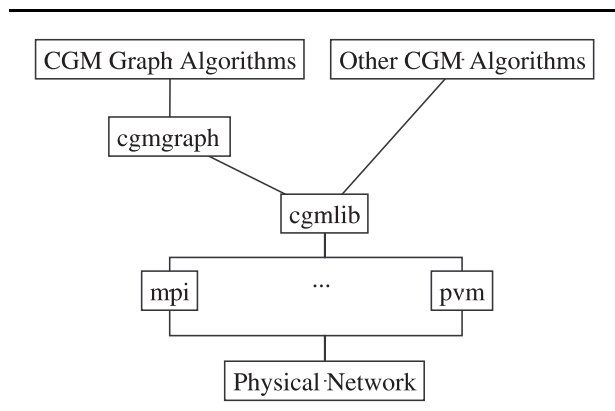 CGM Graph Algorithms
Other CGM Algorithms
cgmgraph
cgmlib
mpi
...
pvm
Physical Network